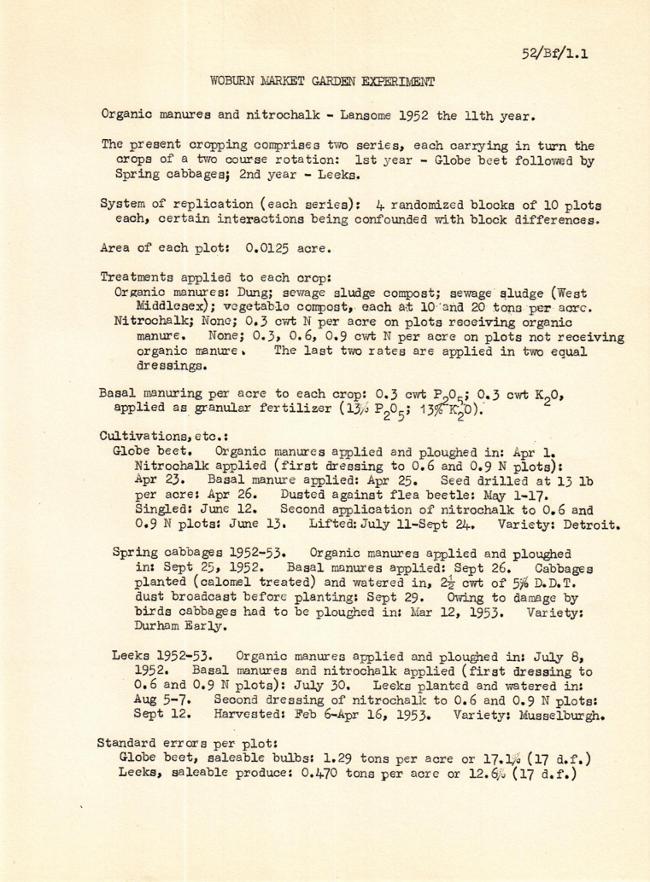 52/Bf/1.1
WOBURN MARKET GARDEN EXPERIMENT
Organic manures and nitrochalk - Lansome 1952 the 11th year.
The present cropping comprises two series, each carrying in turn the
crops of a two course rotation: 1st year - Globe beet followed by
Spring cabbages; 2nd year - Leeks.
System of replication (each series): 4 randomized blocks of 10 plots
each, certain interactions being confounded with block differences.
Area of each plot: 0.0125 acre.
Treatments applied to each crop:
Organic manures: Dung; sewage sludge compost; sewage sludge (West
Middlesex); vegetable compost, each at 10 and 20 tons per acre.
Nitrochalk; None; 0.3 cwt N per acre on plots receiving organic
manure. None; 0.3, 0.6, 0.9 cwt N per acre on plots not receiving
organic manure. The last two rates are applied in two equal
dressings.
Basal manuring per acre to each crop: 0.3 cwt P2O5; 0.3 cwt K2O,
applied as granular fertilizer (13% P2O5; 13% K2O).
Cultivations, etc.:
Globe beet. Organic manures applied and ploughed in: Apr 1.
Nitrochalk applied (first dressing to 0.6 and 0.9 N plots):
Apr 23. Basal manure applied: Apr 25. Seed drilled at 13 lb
per acre: Apr 26. Dusted against flea beetle: May 1-17.
Singled: June 12. Second application of nitrochalk to 0.6 and
0.9 N plots: June 13. Lifted: July 11-Sept 24. Variety: Detroit.
Spring cabbages 1952-53. Organic manures applied and ploughed
in: Sept 25, 1952. Basal manures applied: Sept 26. Cabbages
planted (calomel treated) and watered in, 2½ cwt of 5% D.D.T.
dust broadcast before planting: Sept 29. Owing to damage by
birds cabbages had to be ploughed in: Mar 12, 1953. Variety:
Durham Early.
Leeks 1952-53. Organic manures applied and ploughed in: July 8,
1952. Basal manures and nitrochalk applied (first dressing to
0.6 and 0.9 N plots): July 30. Leeks planted and watered in:
Aug 5-7. Second dressing of nitrochalk to 0.6 and 0.9 N plots:
Sept 12. Harvested: Feb 6-Apr 16, 1953. Variety: Musselburgh.
Standard errors per plot:
Globe beet, saleable bulbs: 1.29 tons per acre or 17.1% (17 d.f.)
Leeks, saleable produce: 0.470 tons per acre or 12.6% (17 d.f.)